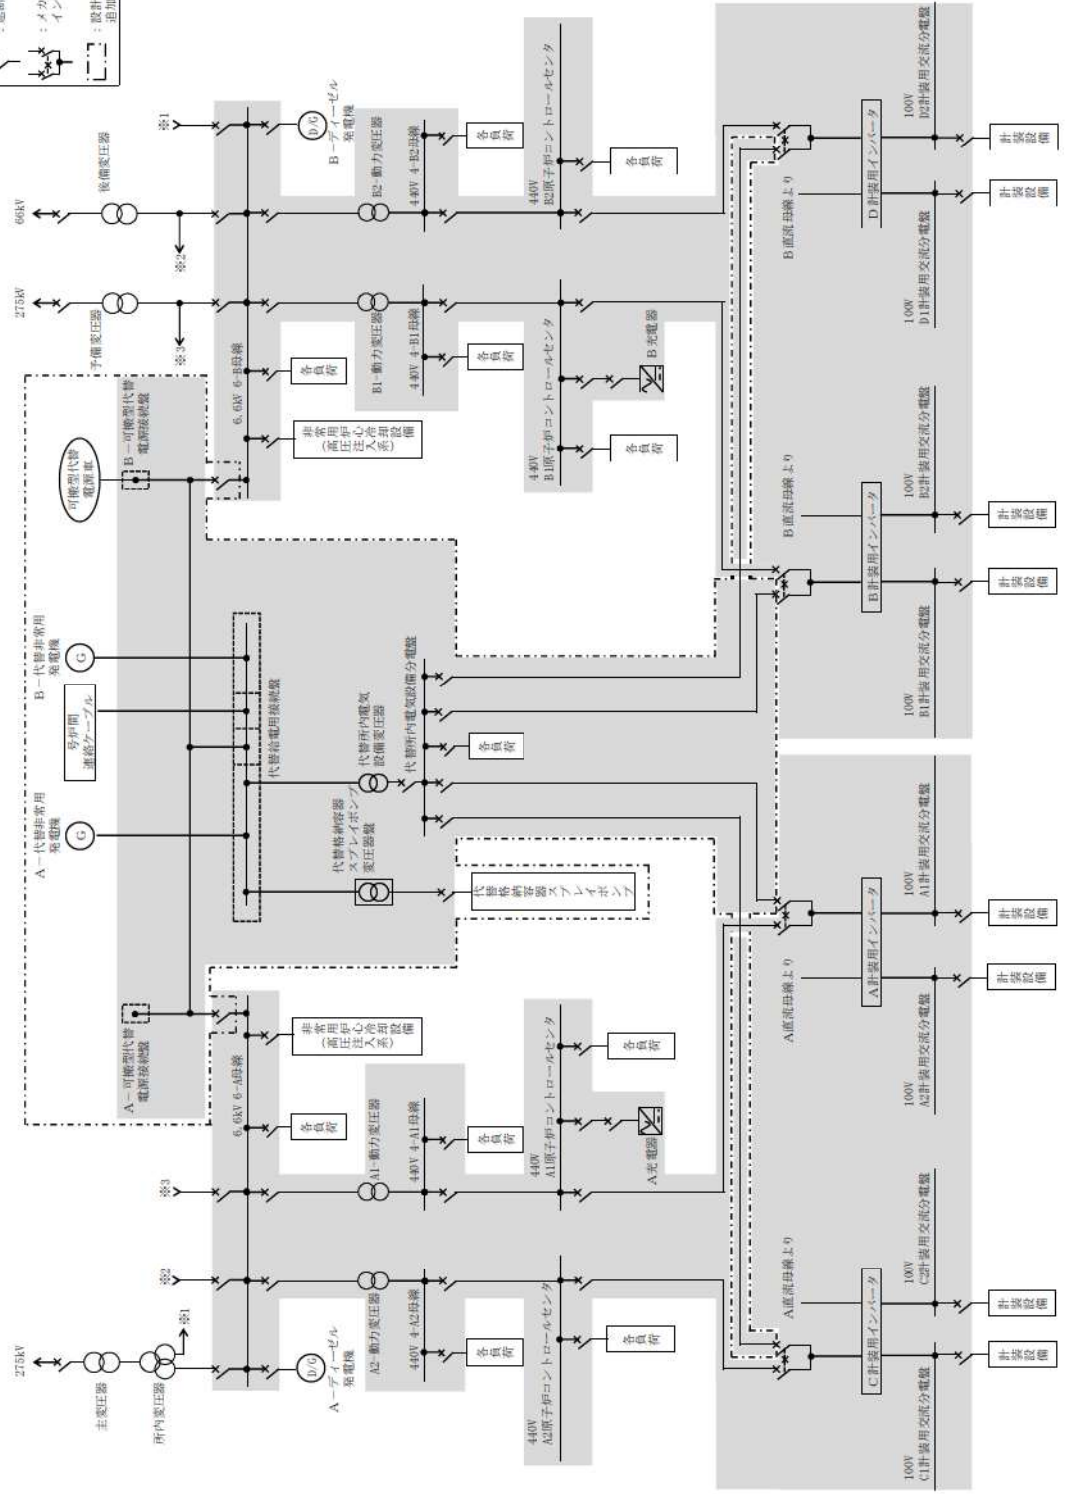 275kV
主変圧器
所内変圧器
※1
※2
※3
A－代替非常用
発電機
G
号炉間
連絡ケーブル
B－代替非常用
発電機
G
可搬型代替
電源車
275kV
予備変圧器
※3
66kV
後備変圧器
※2
※1
：メカ
イン
：設計
追加
A－可搬型代替
電源接続盤
B－可搬型代替
電源接続盤
代替給電用接続盤
6.6kV 6-A母線
6.6kV 6-B母線
D/G
A－ディーゼル
発電機
各負荷
非常用炉心冷却設備
（高圧注入系）
代替格納容器
スプレイポンプ
変圧器盤
代替所内電気
設備変圧器
非常用炉心冷却設備
（高圧注入系）
各負荷
D/G
B－ディーゼル
発電機
A2-動力変圧器
A1-動力変圧器
B1-動力変圧器
B2-動力変圧器
440V 4-A2母線
440V 4-A1母線
代替所内電気設備分電盤
440V 4-B1母線
440V 4-B2母線
各負荷
各負荷
代替格納容器スプレイポンプ
各負荷
各負荷
各負荷
440V
A2原子炉コントロールセンタ
440V
A1原子炉コントロールセンタ
440V
B1原子炉コントロールセンタ
440V
B2原子炉コントロールセンタ
各負荷
A充電器
各負荷
各負荷
B充電器
各負荷
A直流母線より
A直流母線より
B直流母線より
B直流母線より
C計装用インバータ
A計装用インバータ
B計装用インバータ
D計装用インバータ
100V
C1計装用交流分電盤
100V
C2計装用交流分電盤
100V
A2計装用交流分電盤
100V
A1計装用交流分電盤
100V
B1計装用交流分電盤
100V
B2計装用交流分電盤
100V
D1計装用交流分電盤
100V
D2計装用交流分電盤
計装設備
計装設備
計装設備
計装設備
計装設備
計装設備
計装設備
計装設備